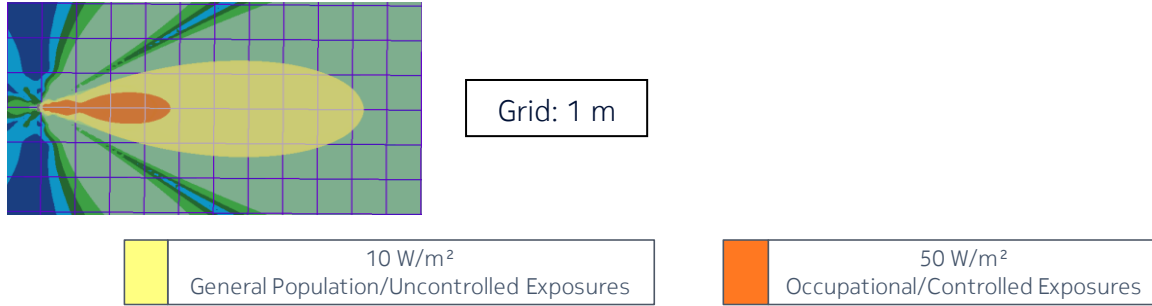 Grid: 1 m
10 W/m²
General Population/Uncontrolled Exposures
50 W/m²
Occupational/Controlled Exposures